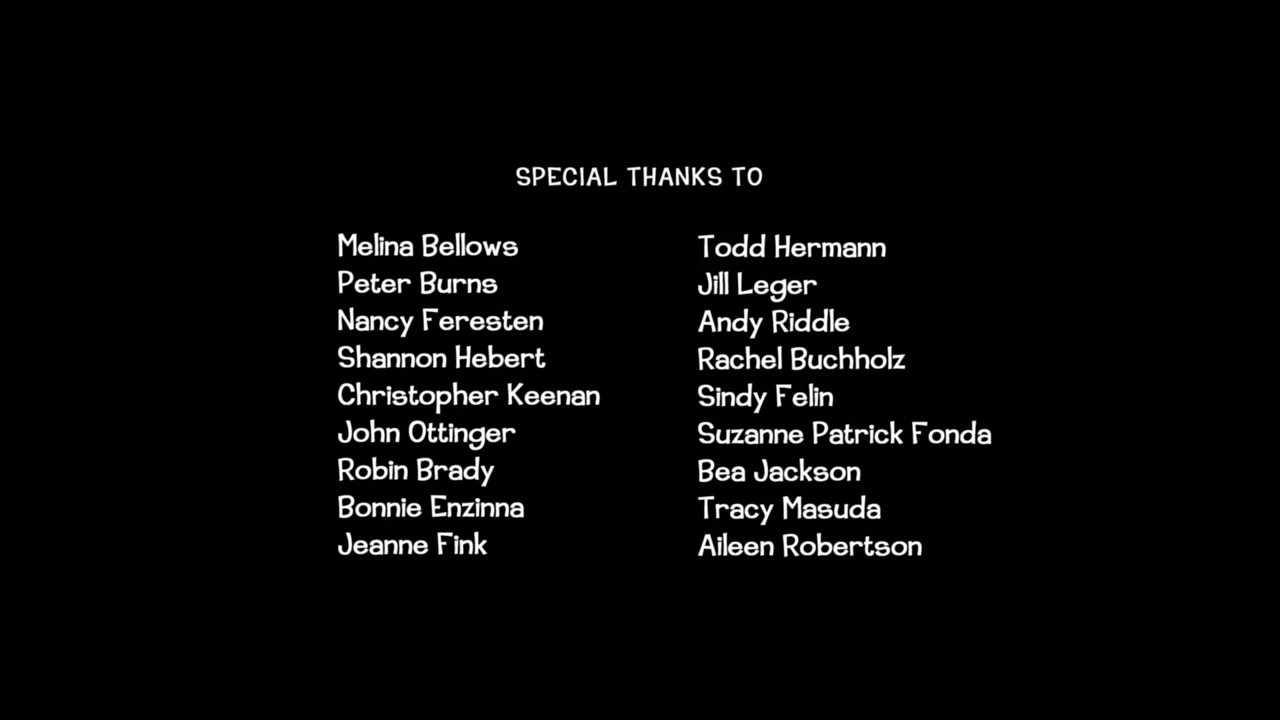 SPECIAL THANKS TO
Melina Bellows
Peter Burns
Nancy Feresten
Shannon Hebert
Christopher Keenan
John Ottinger
Robin Brady
Bonnie Enzinna
Jeanne Fink
Todd Hermann
Jill Leger
Andy Riddle
Rachel Buchholz
Sindy Felin
Suzanne Patrick Fonda
Bea Jackson
Tracy Masuda
Aileen Robertson